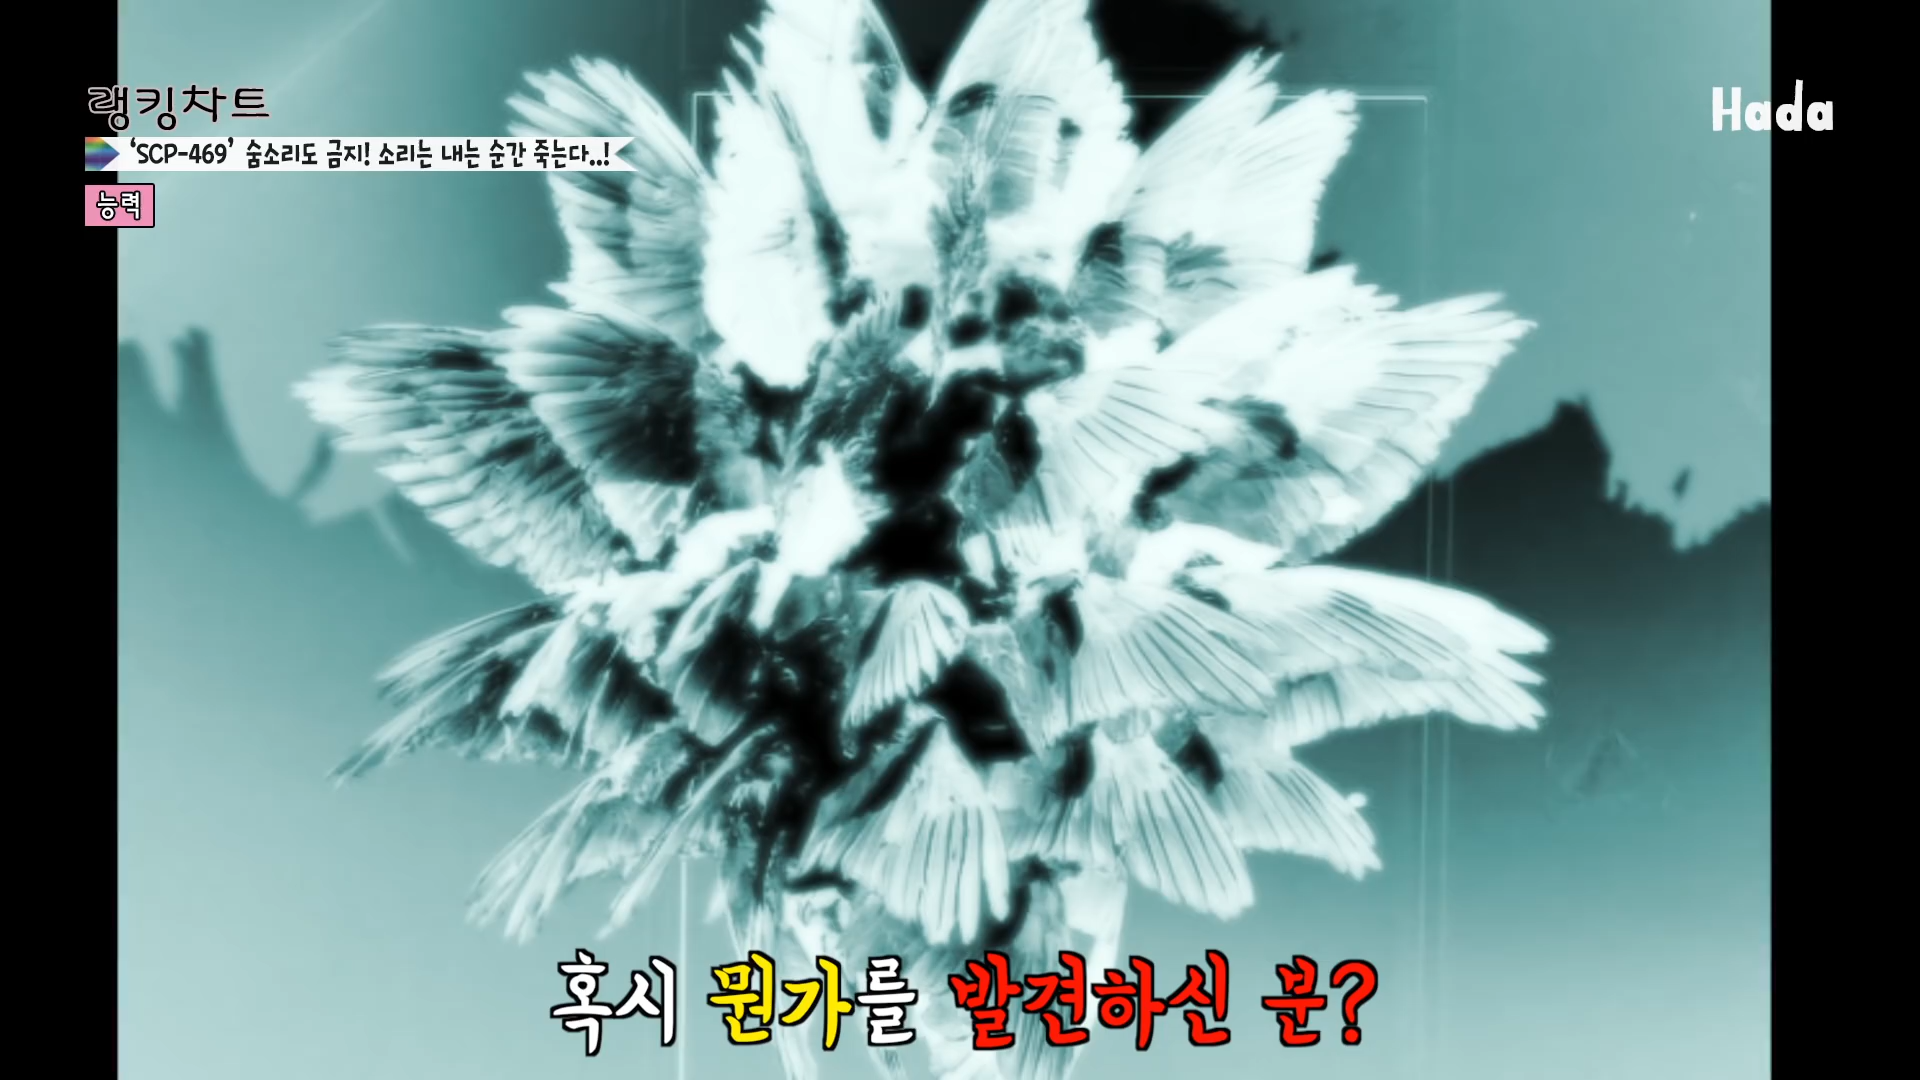 랭킹차트
Hada
‘SCP-469’ 숨소리도 금지! 소리는 내는 순간 죽는다..!
능력
혹시 뭔가를 발견하신 분?